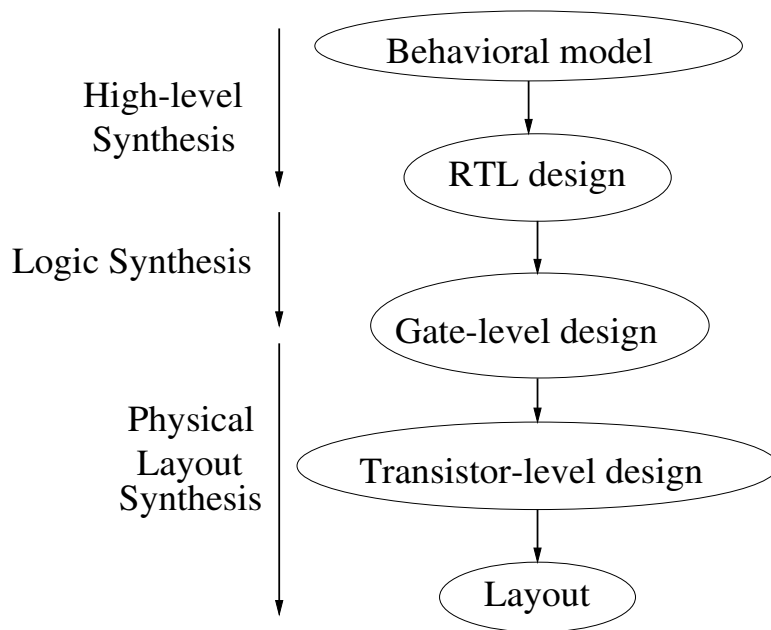 Behavioral model
High-level
Synthesis
RTL design
Logic Synthesis
Gate-level design
Physical
Layout
Synthesis
Transistor-level design
Layout